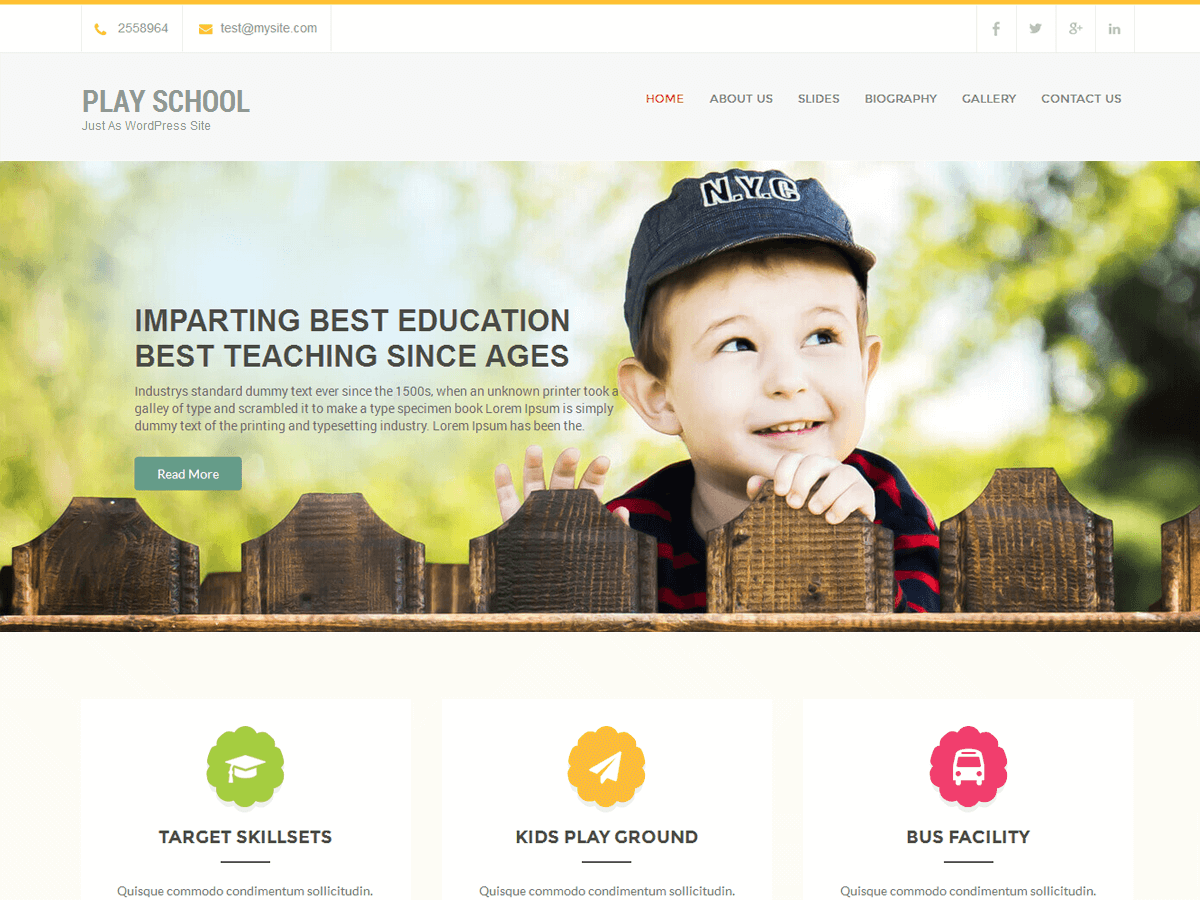 2558964
test@mysite.com
PLAY SCHOOL
Just As WordPress Site
HOME ABOUT US SLIDES BIOGRAPHY GALLERY CONTACT US
N.Y.C
IMPARTING BEST EDUCATION
BEST TEACHING SINCE AGES
Industrys standard dummy text ever since the 1500s, when an unknown printer took a
galley of type and scrambled it to make a type specimen book Lorem Ipsum is simply
dummy text of the printing and typesetting industry. Lorem Ipsum has been the.
Read More
TARGET SKILLSETS
Quisque commodo condimentum sollicitudin.
KIDS PLAY GROUND
Quisque commodo condimentum sollicitudin.
BUS FACILITY
Quisque commodo condimentum sollicitudin.